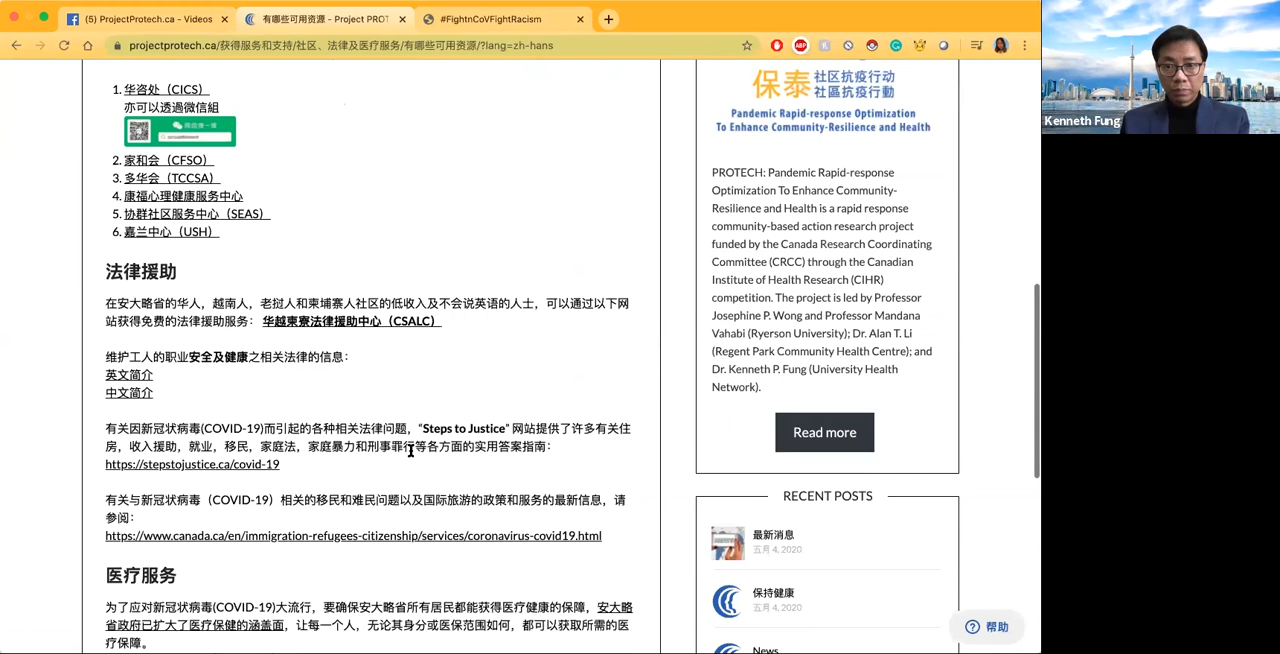 (5) ProjectProtech.ca - Videos
有哪些可用资源 - Project PROT
#FightnCoVFightRacism
projectprotech.ca/获得服务和支持/社区、法律及医疗服务/有哪些可用资源/?lang=zh-hans
ABP
Kenneth Fung
1. 华咨处（CICS）
亦可以透過微信組
2. 家和会（CFSO）
3. 多华会（TCCSA）
4. 康福心理健康服务中心
5. 协群社区服务中心（SEAS）
6. 嘉兰中心（USH）
法律援助
在安大略省的华人，越南人，老挝人和柬埔寨人社区的低收入及不会说英语的人士，可以通过以下网
站获得免费的法律援助服务： 华越柬寮法律援助中心（CSALC）
维护工人的职业安全及健康之相关法律的信息：
英文简介
中文简介
有关因新冠状病毒(COVID-19)而引起的各种相关法律问题，“Steps to Justice” 网站提供了许多有关住
房，收入援助，就业，移民，家庭法，家庭暴力和刑事罪行等各方面的实用答案指南：
https://stepstojustice.ca/covid-19
有关与新冠状病毒（COVID-19）相关的移民和难民问题以及国际旅游的政策和服务的最新信息，请
参阅：
https://www.canada.ca/en/immigration-refugees-citizenship/services/coronavirus-covid19.html
医疗服务
为了应对新冠状病毒(COVID-19)大流行，要确保安大略省所有居民都能获得医疗健康的保障，安大略
省政府已扩大了医疗保健的涵盖面，让每一个人，无论其身分或医保范围如何，都可以获取所需的医
疗保障。
保泰 社区抗疫行动
社區抗疫行動
Pandemic Rapid-response Optimization
To Enhance Community-Resilience and Health
PROTECH: Pandemic Rapid-response
Optimization To Enhance Community-
Resilience and Health is a rapid response
community-based action research project
funded by the Canada Research Coordinating
Committee (CRCC) through the Canadian
Institute of Health Research (CIHR)
competition. The project is led by Professor
Josephine P. Wong and Professor Mandana
Vahabi (Ryerson University); Dr. Alan T. Li
(Regent Park Community Health Centre); and
Dr. Kenneth P. Fung (University Health
Network).
Read more
RECENT POSTS
最新消息
五月 4, 2020
保持健康
五月 4, 2020
News
帮助